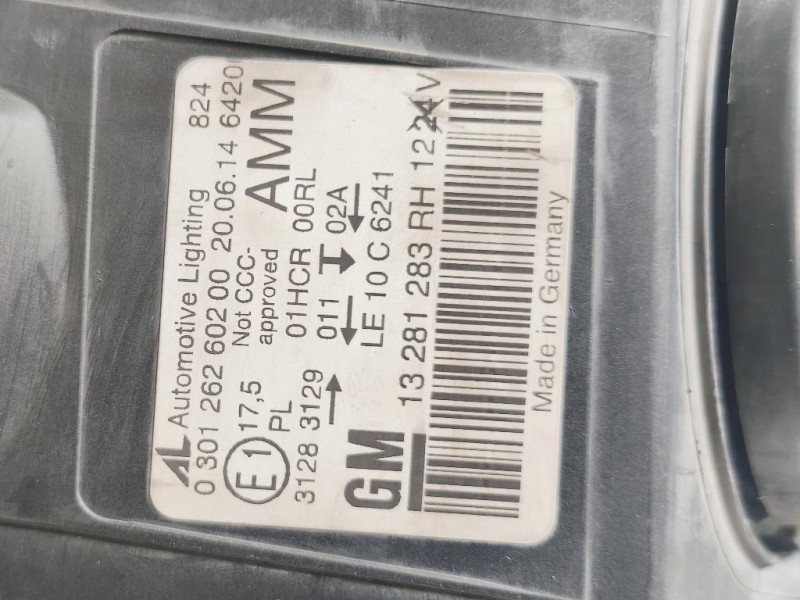 AL Automotive Lighting 824
0 301 262 602 00 20.06.14 6420
E1 17,5 Not CCC-
PL approved AMM
01HCR 00RL
3128 3129 011 02A
LE 10 C 6241
GM 13 281 283 RH 12 24V
Made in Germany